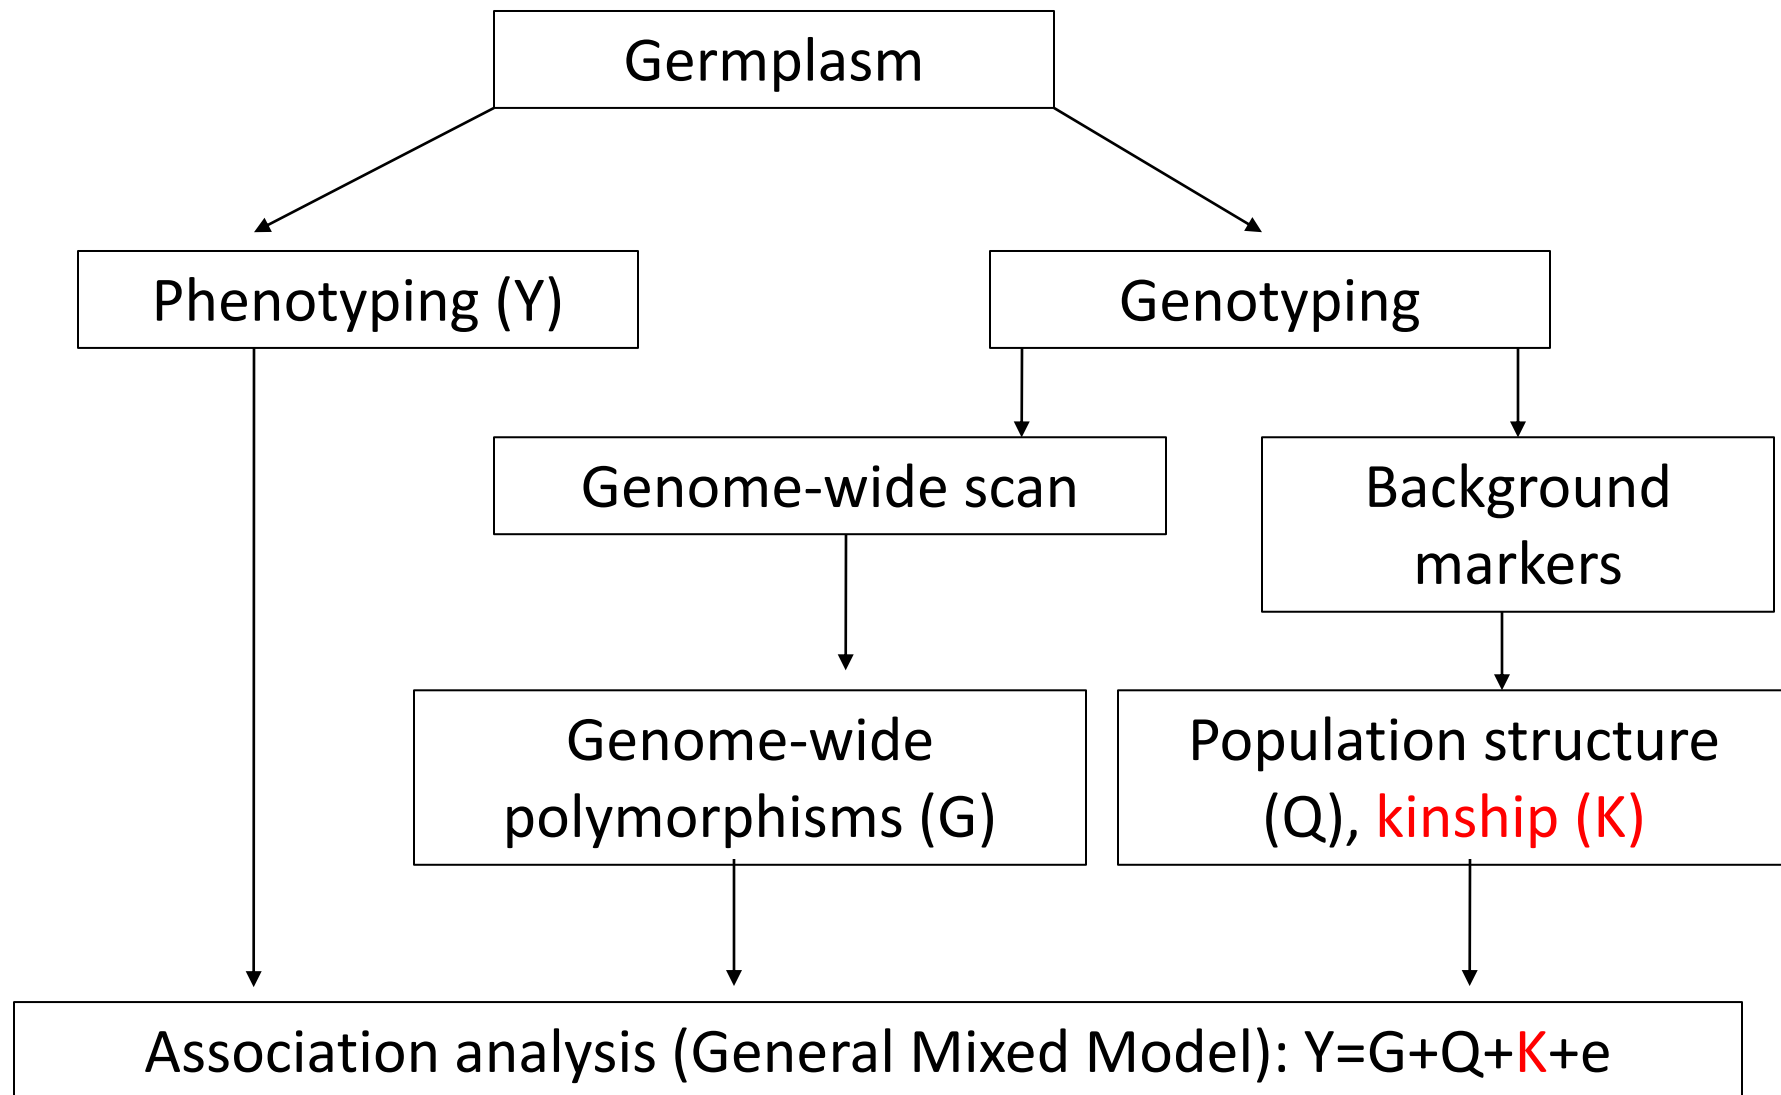 Germplasm
Phenotyping (Y)
Genotyping
Genome-wide scan
Background
markers
Genome-wide
polymorphisms (G)
Population structure
(Q), kinship (K)
Association analysis (General Mixed Model): Y=G+Q+K+e